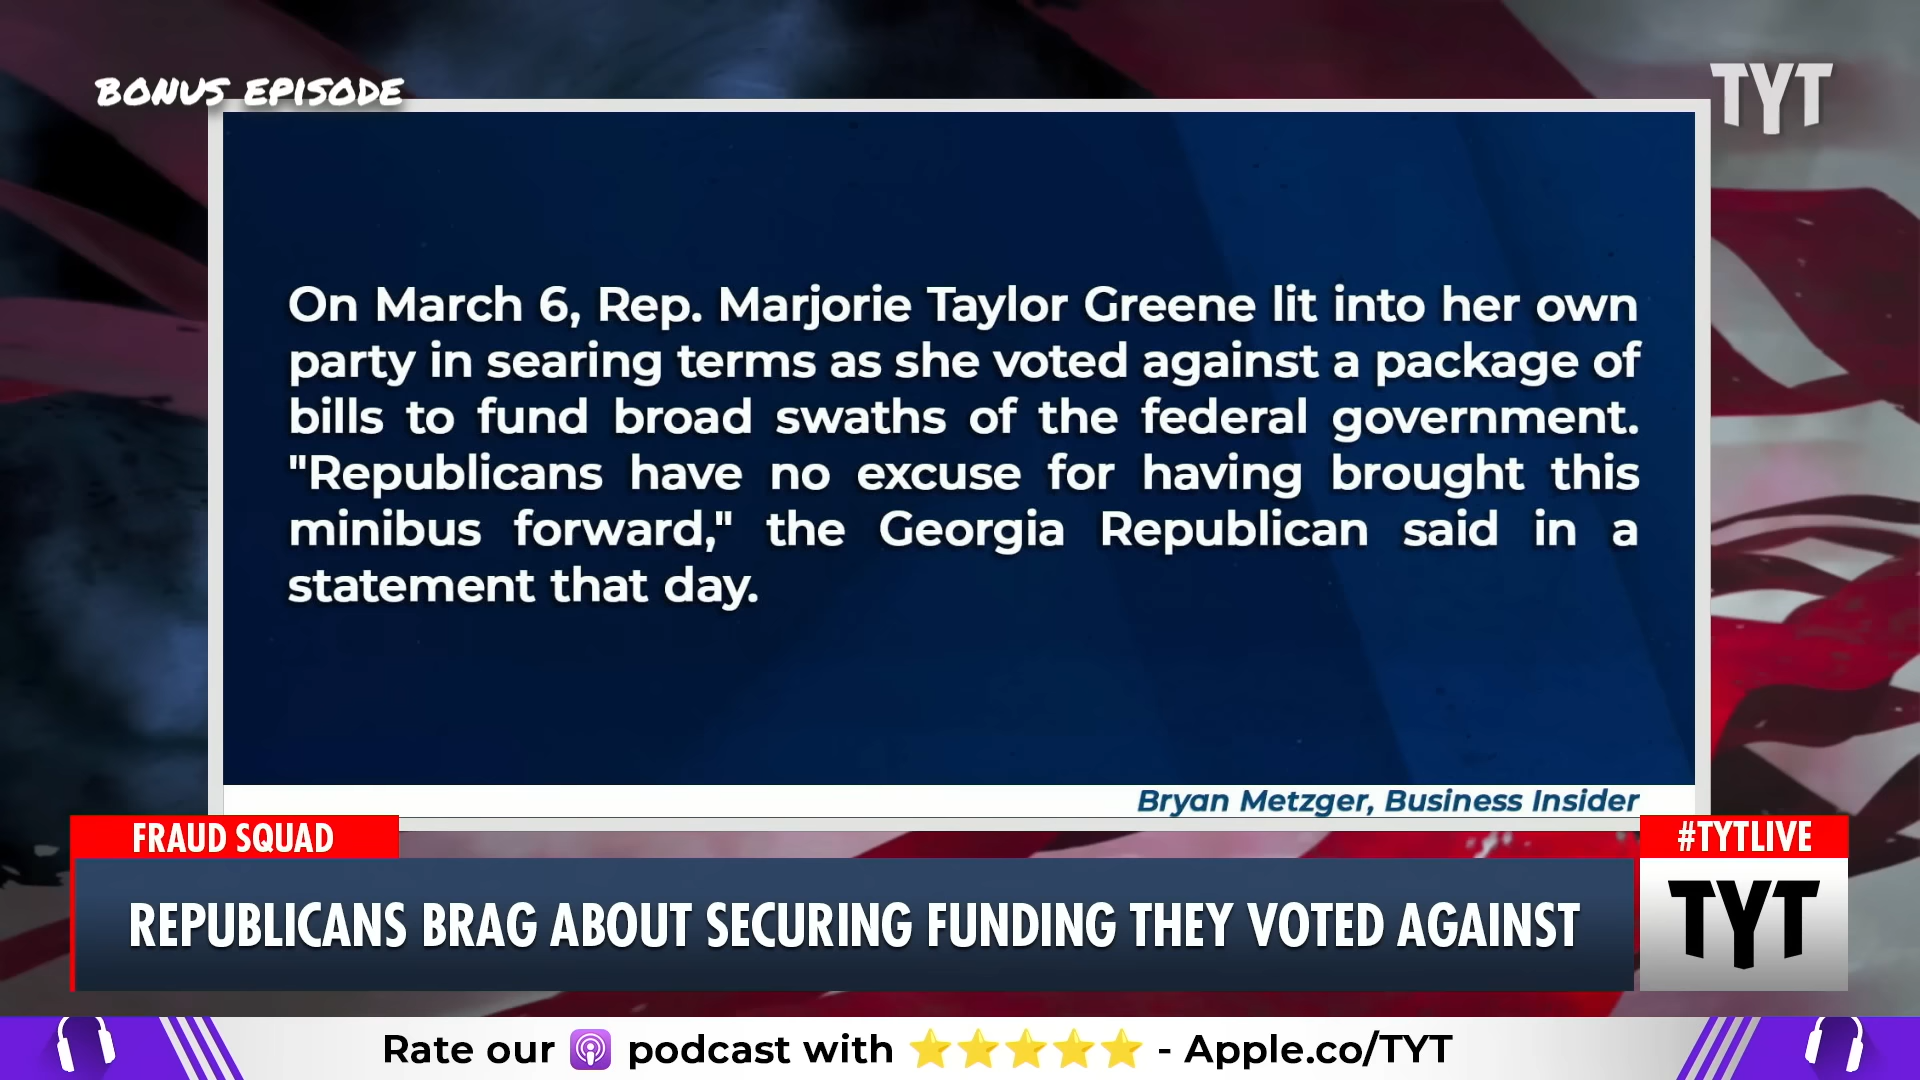 BONUS EPISODE
TYT
On March 6, Rep. Marjorie Taylor Greene lit into her own
party in searing terms as she voted against a package of
bills to fund broad swaths of the federal government.
"Republicans have no excuse for having brought this
minibus forward," the Georgia Republican said in a
statement that day.
Bryan Metzger, Business Insider
FRAUD SQUAD
#TYTLIVE
REPUBLICANS BRAG ABOUT SECURING FUNDING THEY VOTED AGAINST
TYT
Rate our podcast with ⭐⭐⭐⭐⭐ - Apple.co/TYT